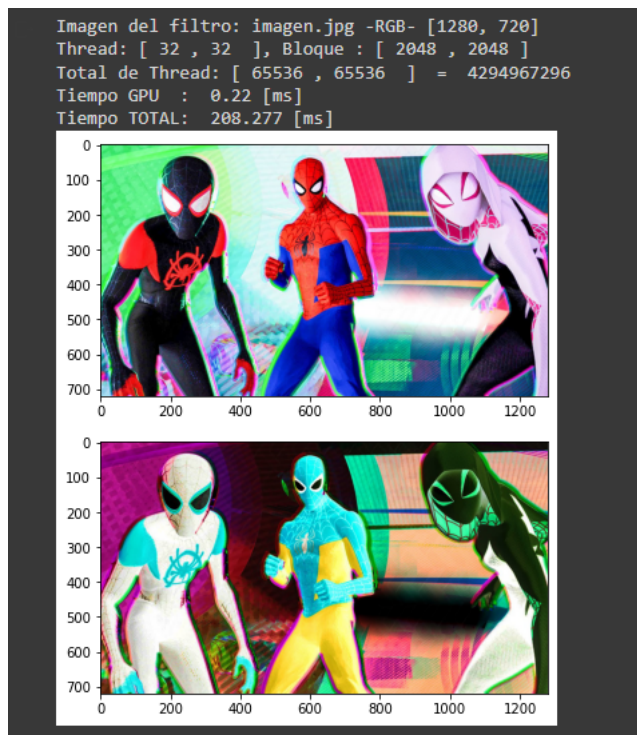 Imagen del filtro: imagen.jpg -RGB- [1280, 720]
Thread: [ 32 , 32  ], Bloque : [ 2048 , 2048 ]
Total de Thread: [ 65536 , 65536  ]  =  4294967296
Tiempo GPU  :  0.22 [ms]
Tiempo TOTAL:  208.277 [ms]
0
100
200
300
400
500
600
700
0 200 400 600 800 1000 1200
0
100
200
300
400
500
600
700
0 200 400 600 800 1000 1200